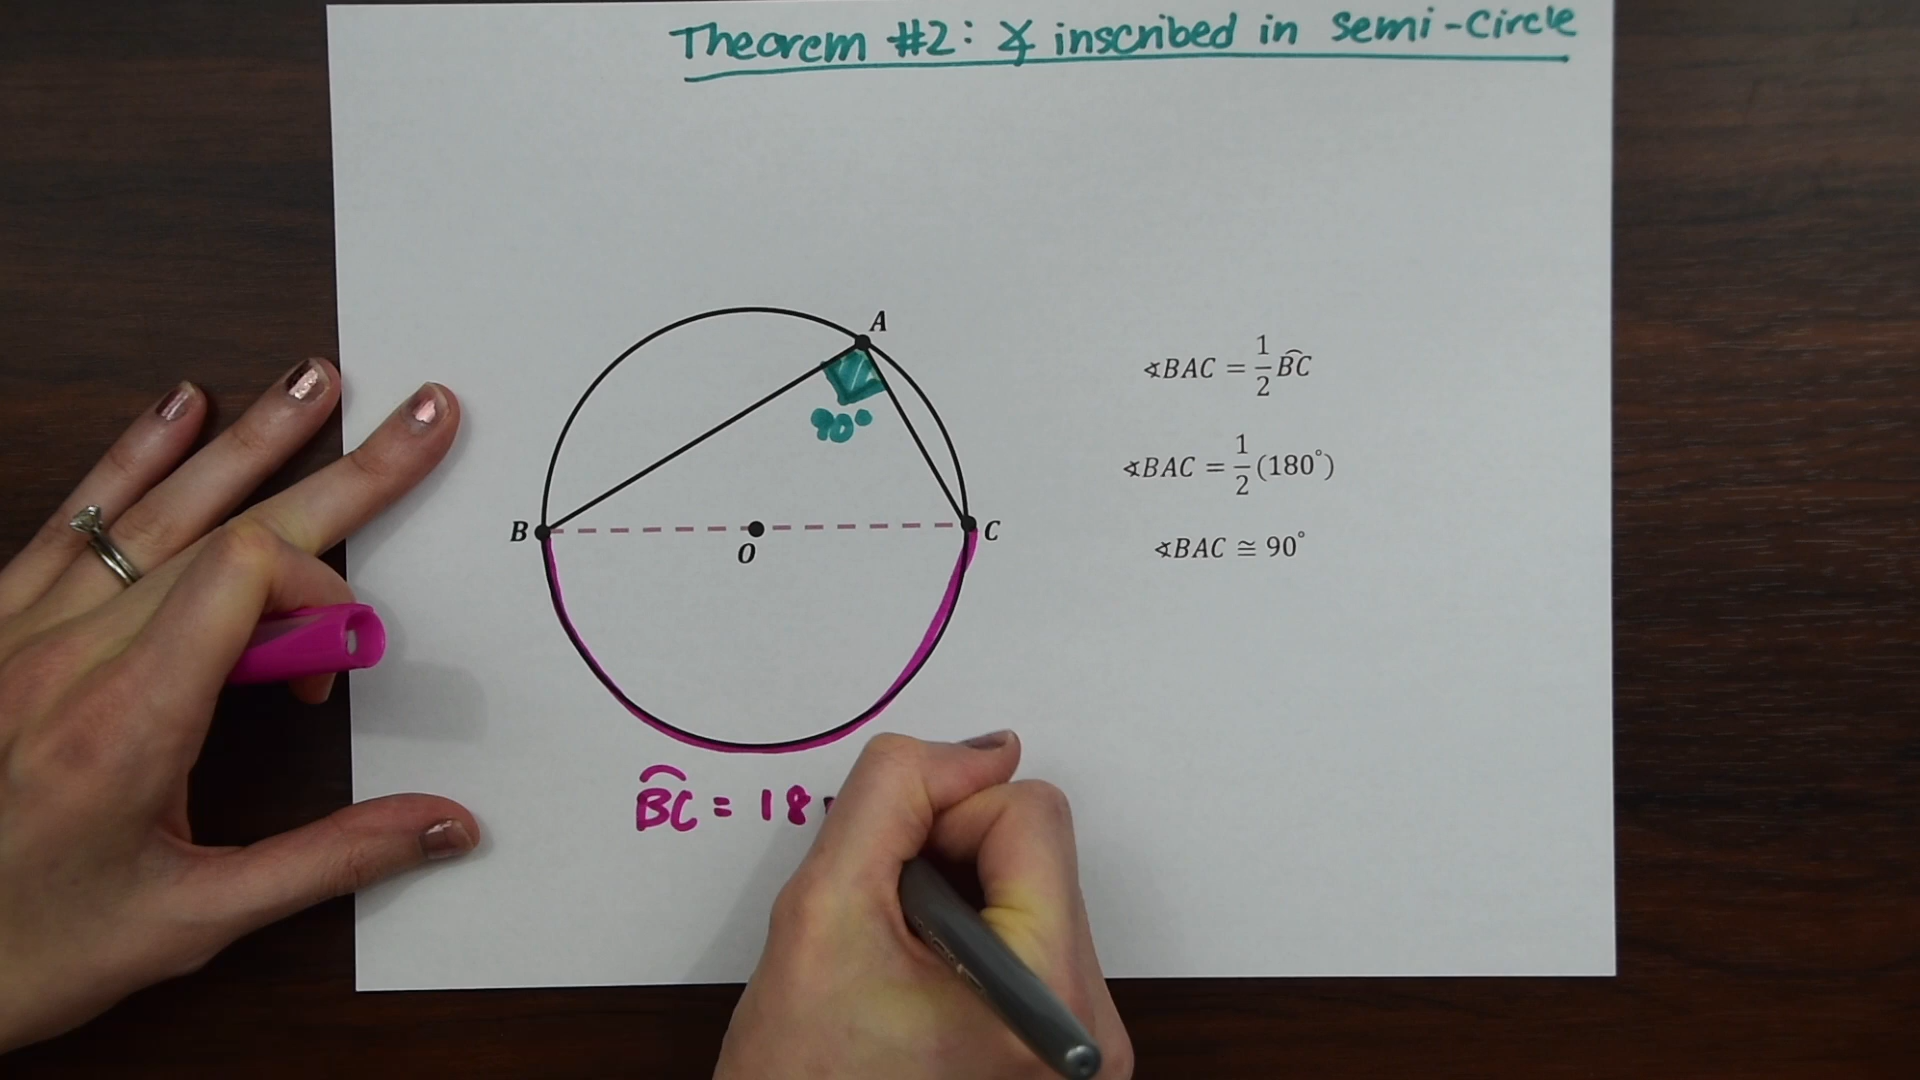 Theorem #2: ∡ inscribed in semi-circle
A
∡BAC = 1/2 B͡C
90°
∡BAC = 1/2 (180°)
B
C
O
∡BAC ≅ 90°
B͡C = 18